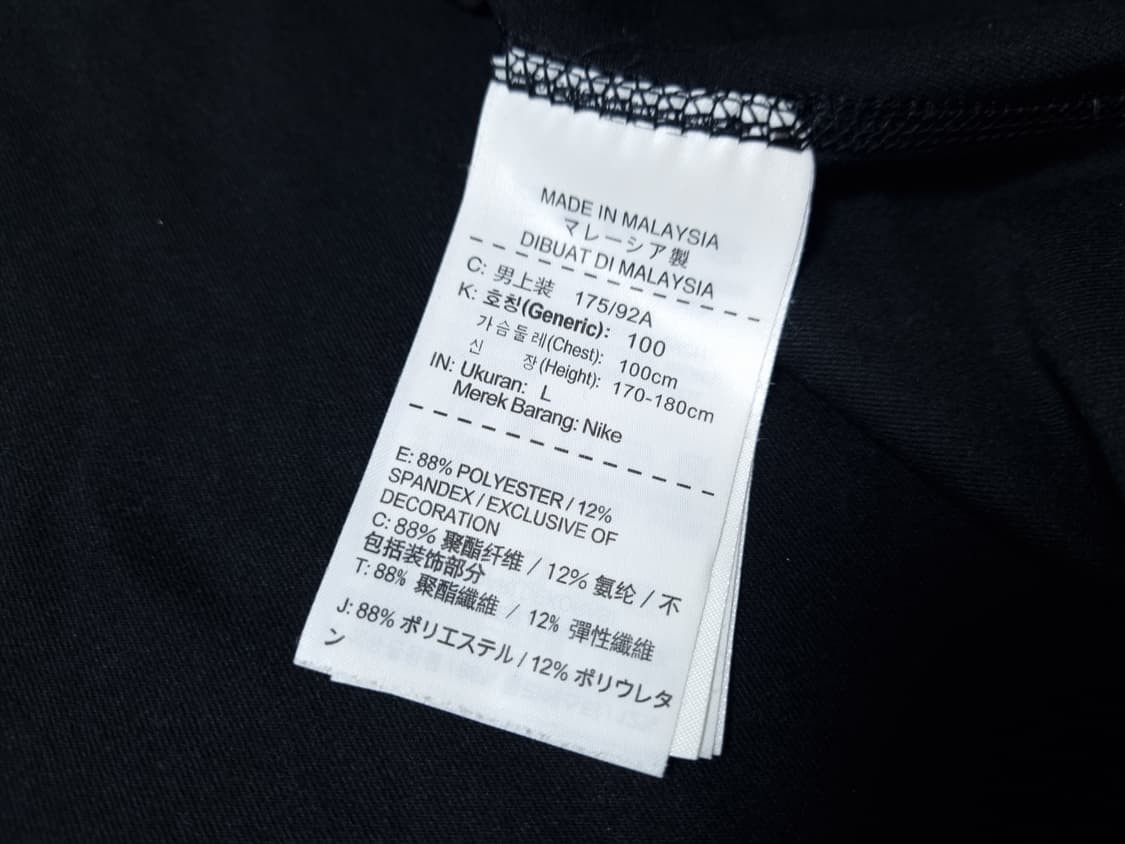 MADE IN MALAYSIA
マレーシア製
DIBUAT DI MALAYSIA
C: 男上装 175/92A
K: 호칭(Generic): 100
가슴둘레(Chest): 100cm
신 장(Height): 170-180cm
IN: Ukuran: L
Merek Barang: Nike
E: 88% POLYESTER / 12%
SPANDEX / EXCLUSIVE OF
DECORATION
C: 88% 聚酯纤维 / 12% 氨纶 / 不
包括装饰部分
T: 88% 聚酯纖維 / 12% 彈性纖維
J: 88% ポリエステル / 12% ポリウレタ
ン